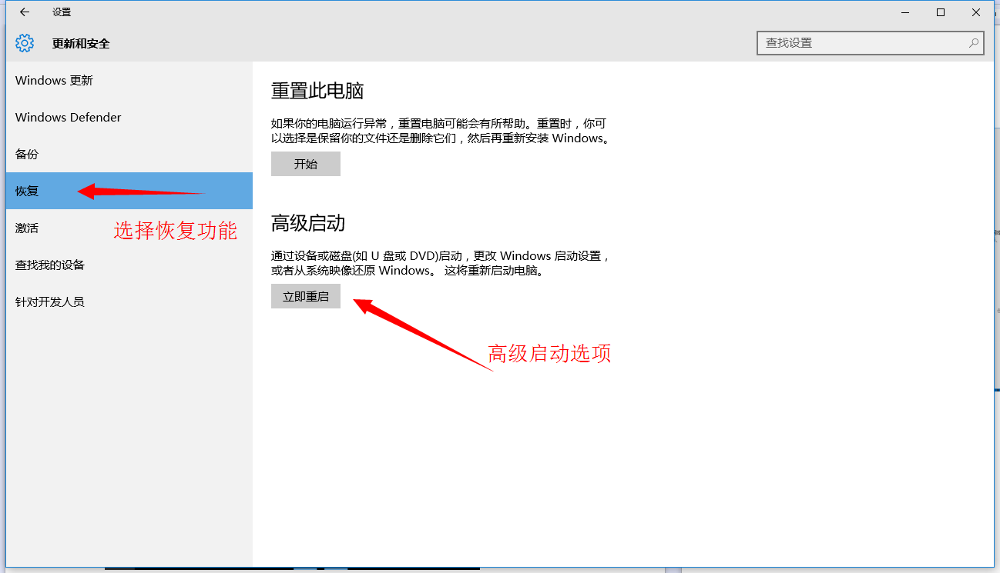 设置
更新和安全
查找设置
Windows 更新
Windows Defender
备份
恢复
激活
查找我的设备
针对开发人员
选择恢复功能
重置此电脑
如果你的电脑运行异常，重置电脑可能会有所帮助。重置时，你可
以选择是保留你的文件还是删除它们，然后再重新安装 Windows。
开始
高级启动
通过设备或磁盘(如 U 盘或 DVD)启动，更改 Windows 启动设置，
或者从系统映像还原 Windows。 这将重新启动电脑。
立即重启
高级启动选项